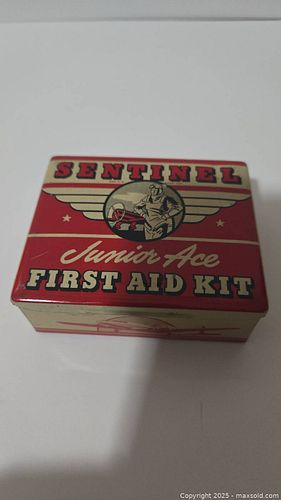 SENTINEL
Junior Ace
FIRST AID KIT
Copyright © 2025 - maxsold.com